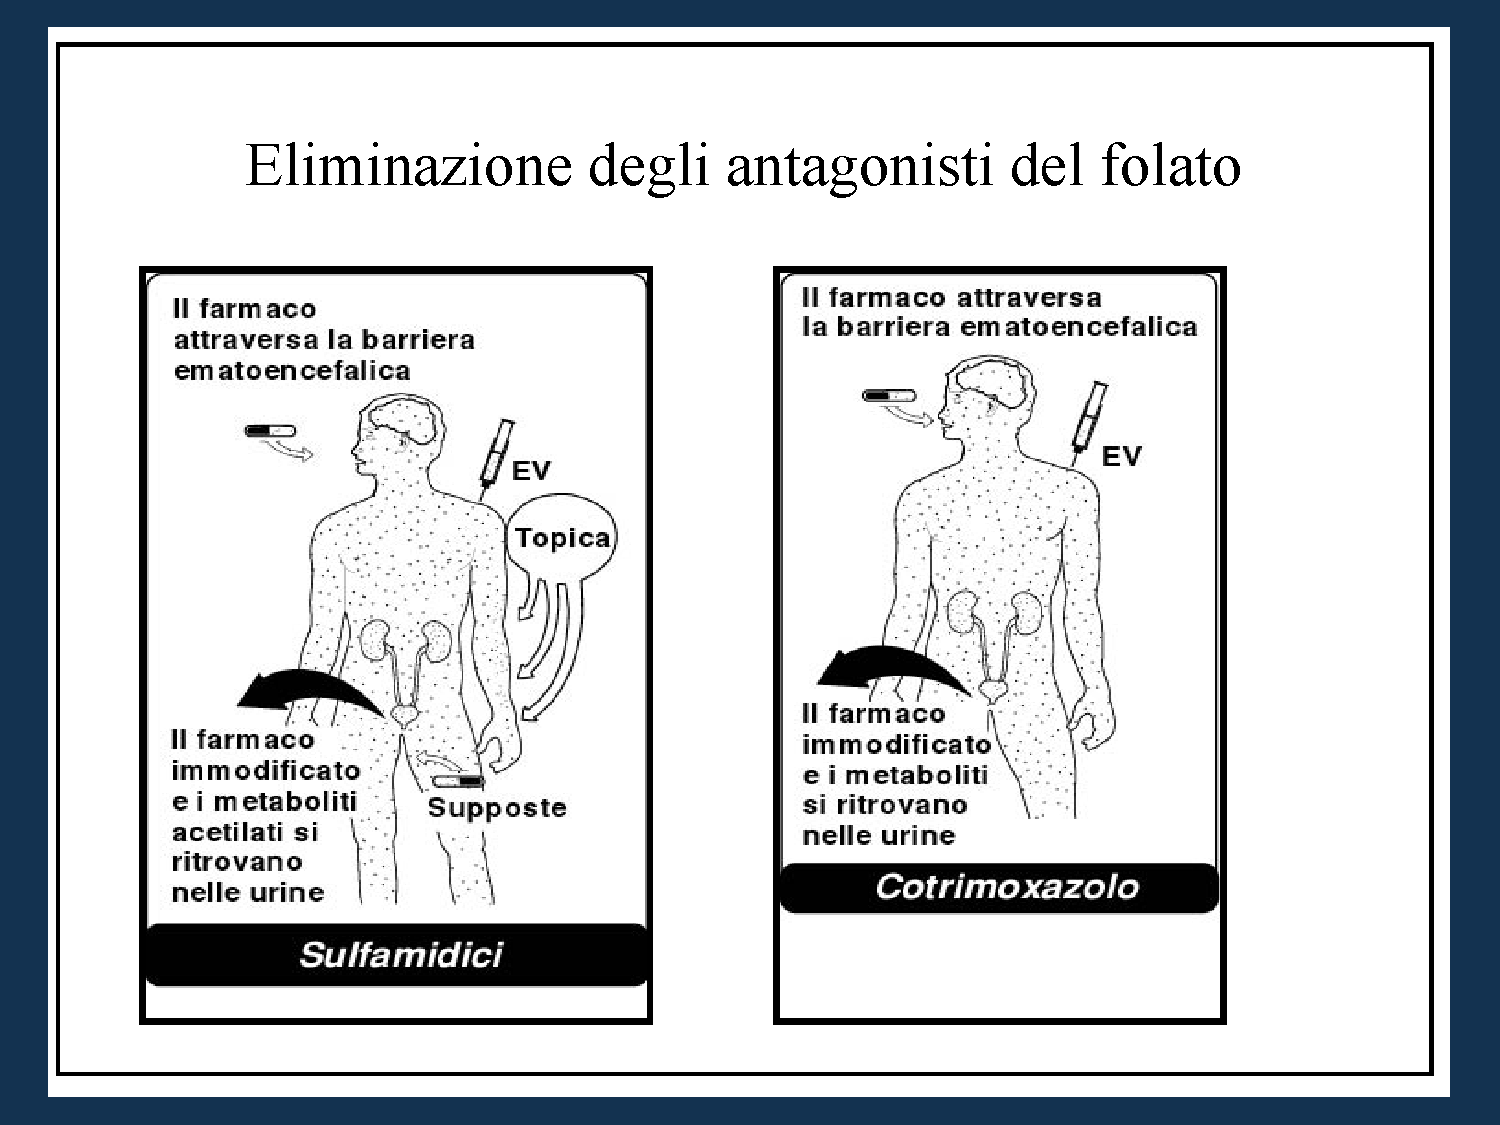 Eliminazione degli antagonisti del folato
Il farmaco
attraversa la barriera
ematoencefalica
EV
Topica
Il farmaco
immodificato
e i metaboliti
acetilati si
ritrovano
nelle urine
Supposte
Sulfamidici
Il farmaco attraversa
la barriera ematoencefalica
EV
Il farmaco
immodificato
e i metaboliti
si ritrovano
nelle urine
Cotrimoxazolo